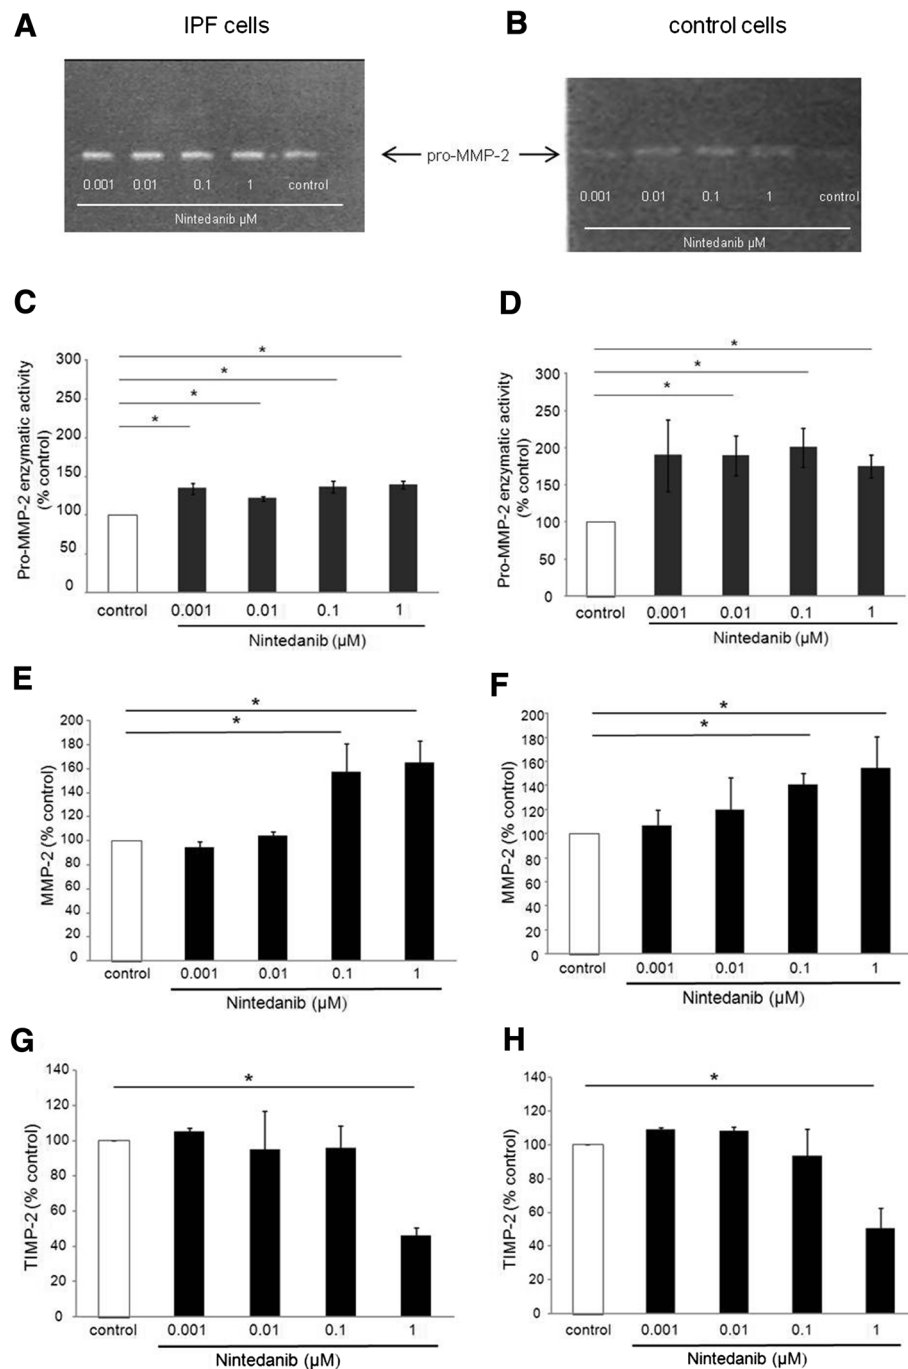 A IPF cells B control cells
pro-MMP-2
0.001 0.01 0.1 1 control
Nintedanib µM
0.001 0.01 0.1 1 control
Nintedanib µM
C
Pro-MMP-2 enzymatic activity
(% control)
300
250
200
150
100
50
0
* * * *
control 0.001 0.01 0.1 1
Nintedanib (µM)
D
Pro-MMP-2 enzymatic activity
(% control)
300
250
200
150
100
50
0
* * *
control 0.001 0.01 0.1 1
Nintedanib (µM)
E
MMP-2 (% control)
200
180
160
140
120
100
80
60
40
20
0
* *
control 0.001 0.01 0.1 1
Nintedanib (µM)
F
MMP-2 (% control)
200
180
160
140
120
100
80
60
40
20
0
* *
control 0.001 0.01 0.1 1
Nintedanib (µM)
G
TIMP-2 (% control)
140
120
100
80
60
40
20
0
*
control 0.001 0.01 0.1 1
Nintedanib (µM)
H
TIMP-2 (% control)
140
120
100
80
60
40
20
0
*
control 0.001 0.01 0.1 1
Nintedanib (µM)